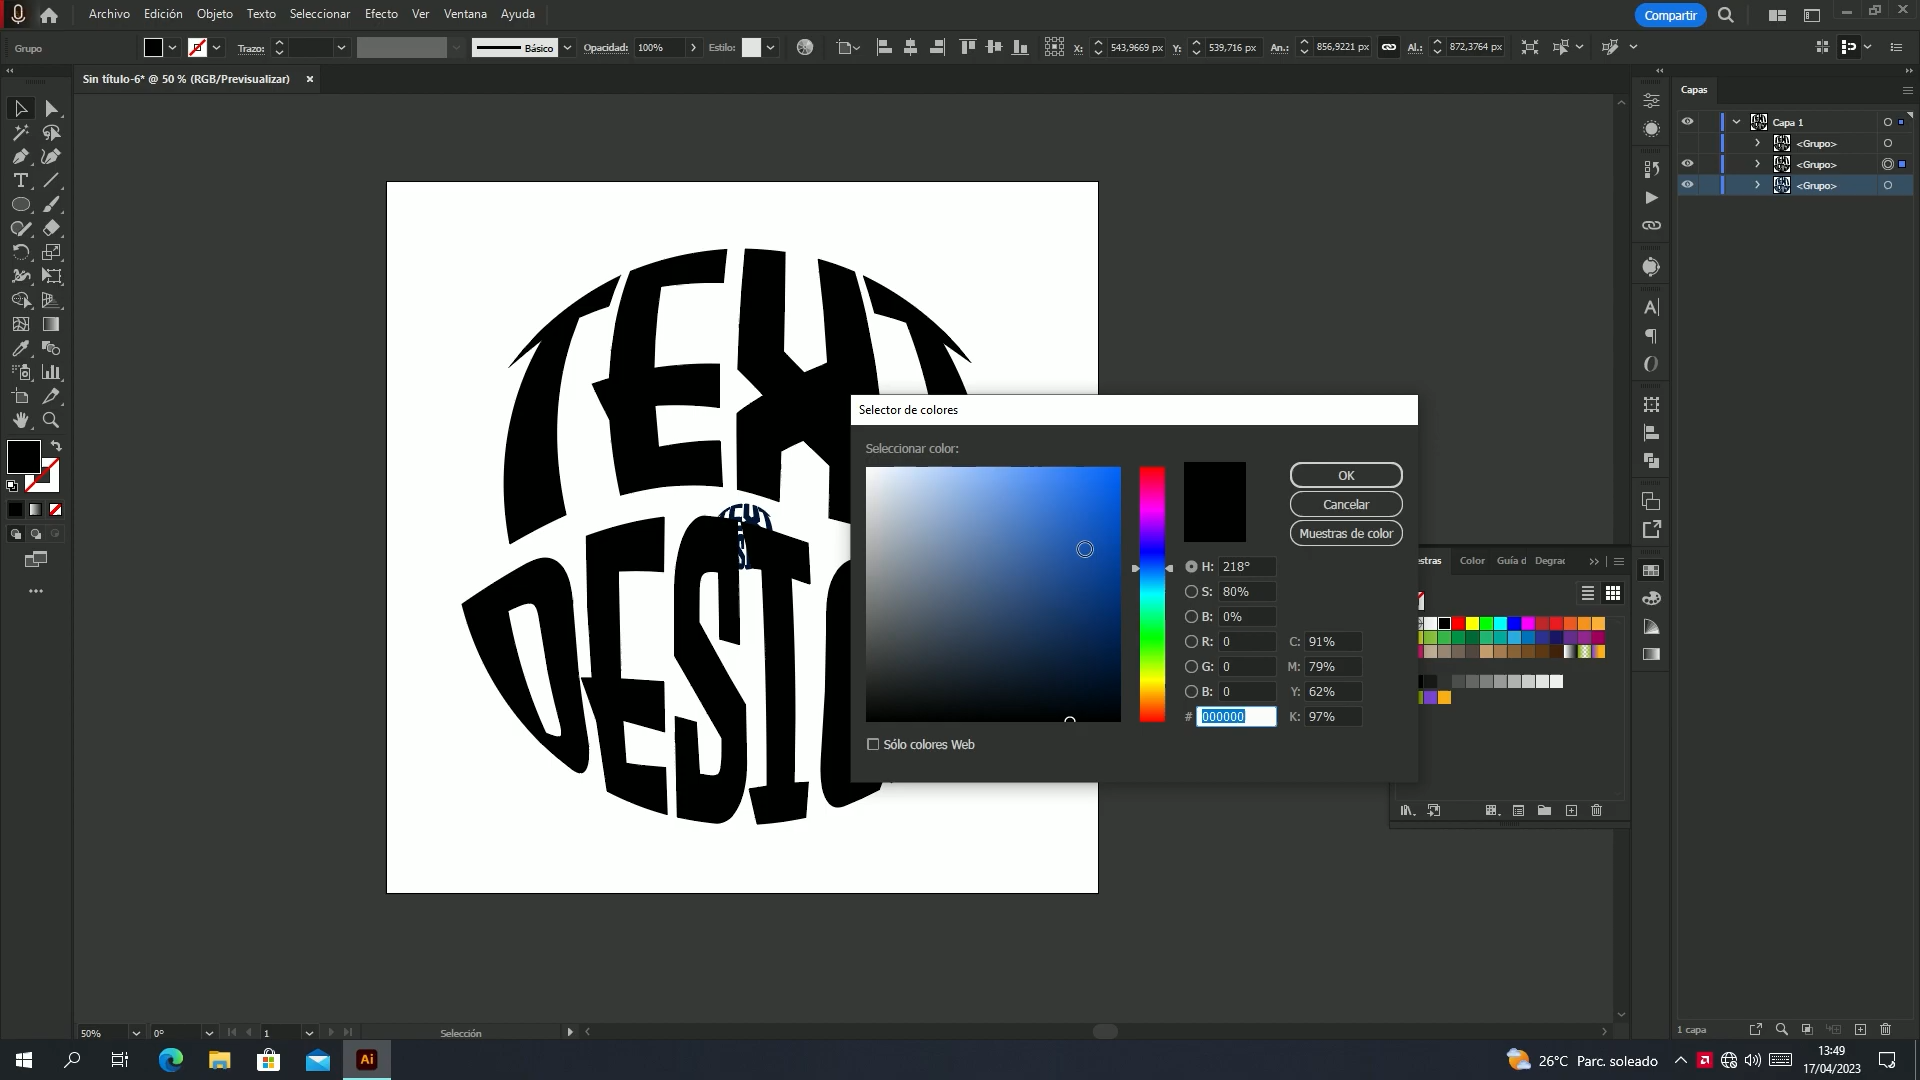 Archivo Edición Objeto Texto Seleccionar Efecto Ver Ventana Ayuda
Compartir
Grupo
Trazo:
Básico
Opacidad: 100%
Estilo:
X: 543,9669 px
Y: 539,716 px
An.: 856,9221 px
Al.: 872,3764 px
Sin título-6* @ 50 % (RGB/Previsualizar)
Capas
Capa 1
<Grupo>
<Grupo>
<Grupo>
TEXT
DESIG
Selector de colores
Seleccionar color:
OK
Cancelar
Muestras de color
H: 218°
S: 80%
B: 0%
R: 0
C: 91%
G: 0
M: 79%
B: 0
Y: 62%
# 000000
K: 97%
Sólo colores Web
estras Color Guía d Degrac
50%
0°
1
Selección
1 capa
Ai
26°C Parc. soleado
13:49
17/04/2023